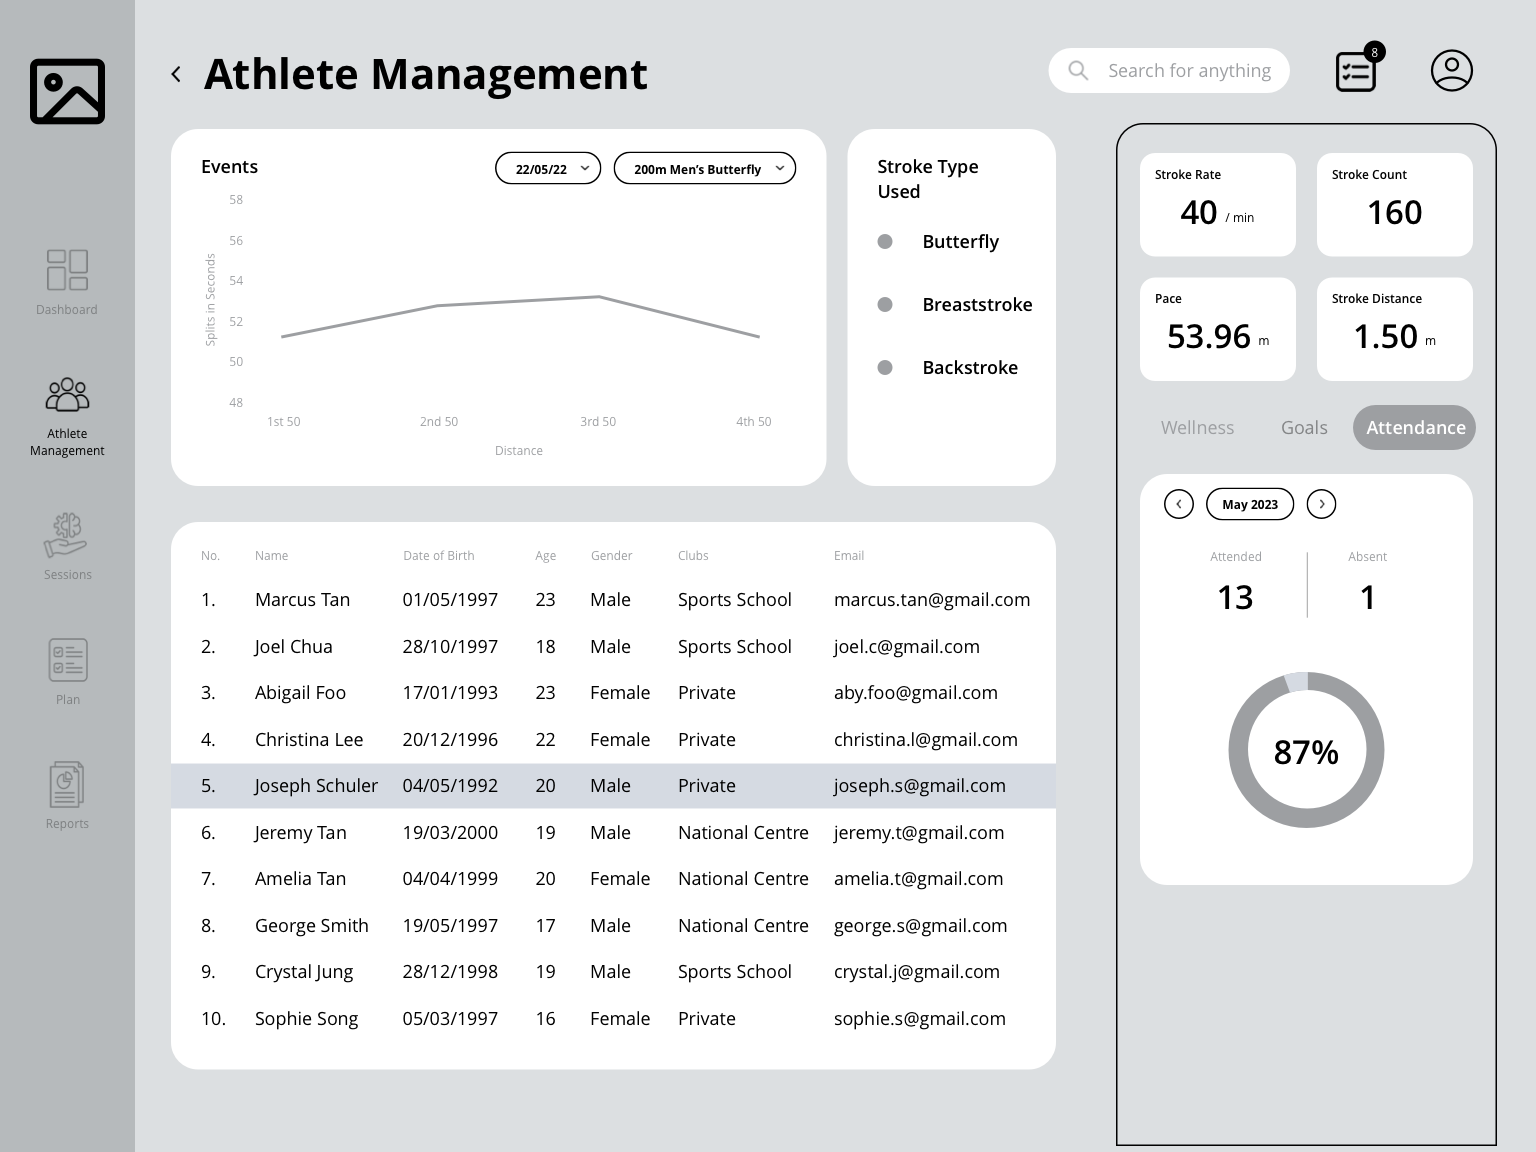 Athlete Management
Search for anything
8
Dashboard
Athlete
Management
Sessions
Plan
Reports
Events
22/05/22
200m Men’s Butterfly
58
56
54
52
50
48
Splits in Seconds
1st 50
2nd 50
3rd 50
4th 50
Distance
Stroke Type
Used
Butterfly
Breaststroke
Backstroke
No. Name Date of Birth Age Gender Clubs Email
1. Marcus Tan 01/05/1997 23 Male Sports School marcus.tan@gmail.com
2. Joel Chua 28/10/1997 18 Male Sports School joel.c@gmail.com
3. Abigail Foo 17/01/1993 23 Female Private aby.foo@gmail.com
4. Christina Lee 20/12/1996 22 Female Private christina.l@gmail.com
5. Joseph Schuler 04/05/1992 20 Male Private joseph.s@gmail.com
6. Jeremy Tan 19/03/2000 19 Male National Centre jeremy.t@gmail.com
7. Amelia Tan 04/04/1999 20 Female National Centre amelia.t@gmail.com
8. George Smith 19/05/1997 17 Male National Centre george.s@gmail.com
9. Crystal Jung 28/12/1998 19 Male Sports School crystal.j@gmail.com
10. Sophie Song 05/03/1997 16 Female Private sophie.s@gmail.com
Stroke Rate
40 / min
Stroke Count
160
Pace
53.96 m
Stroke Distance
1.50 m
Wellness Goals Attendance
May 2023
Attended
13
Absent
1
87%